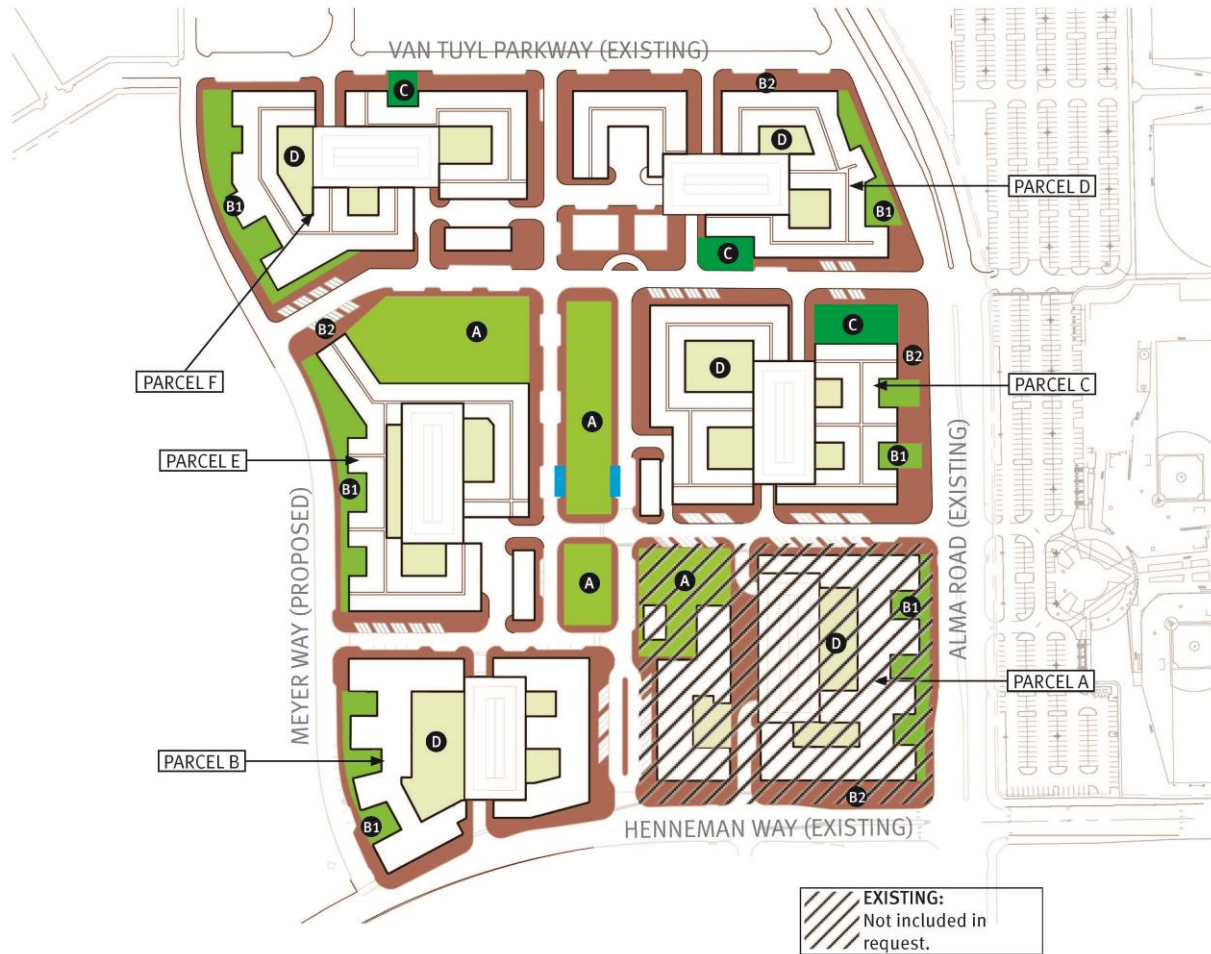 VAN TUYL PARKWAY (EXISTING)
B2
C
D
D
PARCEL D
B1
B1
C
A
B2
C
B2
D
PARCEL F
PARCEL C
A
B1
PARCEL E
B1
MEYER WAY (PROPOSED)
ALMA ROAD (EXISTING)
A
A
B1
D
PARCEL A
D
PARCEL B
B2
B1
HENNEMAN WAY (EXISTING)
EXISTING:
Not included in
request.